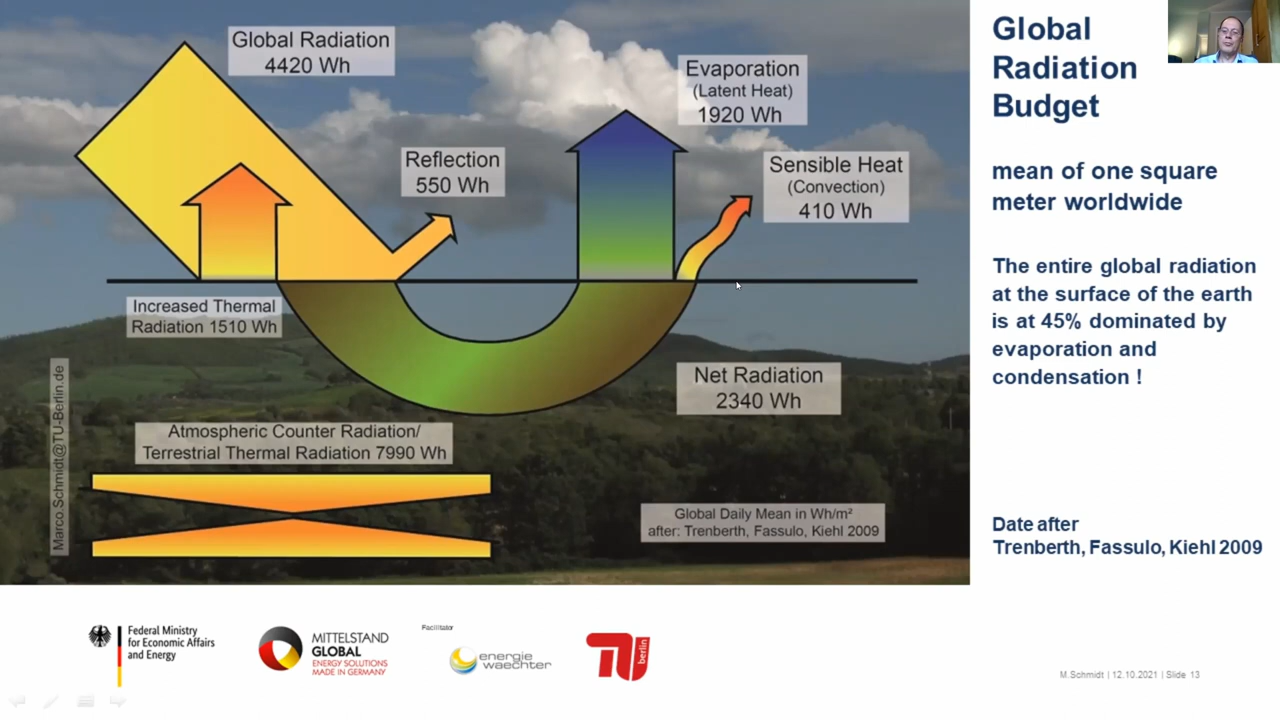 Global Radiation
4420 Wh
Evaporation
(Latent Heat)
1920 Wh
Reflection
550 Wh
Sensible Heat
(Convection)
410 Wh
Increased Thermal
Radiation 1510 Wh
Net Radiation
2340 Wh
Atmospheric Counter Radiation/
Terrestrial Thermal Radiation 7990 Wh
Global Daily Mean in Wh/m²
after: Trenberth, Fassulo, Kiehl 2009
Marco.Schmidt@TU-Berlin.de
Global
Radiation
Budget
mean of one square
meter worldwide
The entire global radiation
at the surface of the earth
is at 45% dominated by
evaporation and
condensation !
Date after
Trenberth, Fassulo, Kiehl 2009
Federal Ministry
for Economic Affairs
and Energy
MITTELSTAND
GLOBAL
ENERGY SOLUTIONS
MADE IN GERMANY
Facilitator
energie
waechter
TU
berlin
M.Schmidt | 12.10.2021 | Slide 13